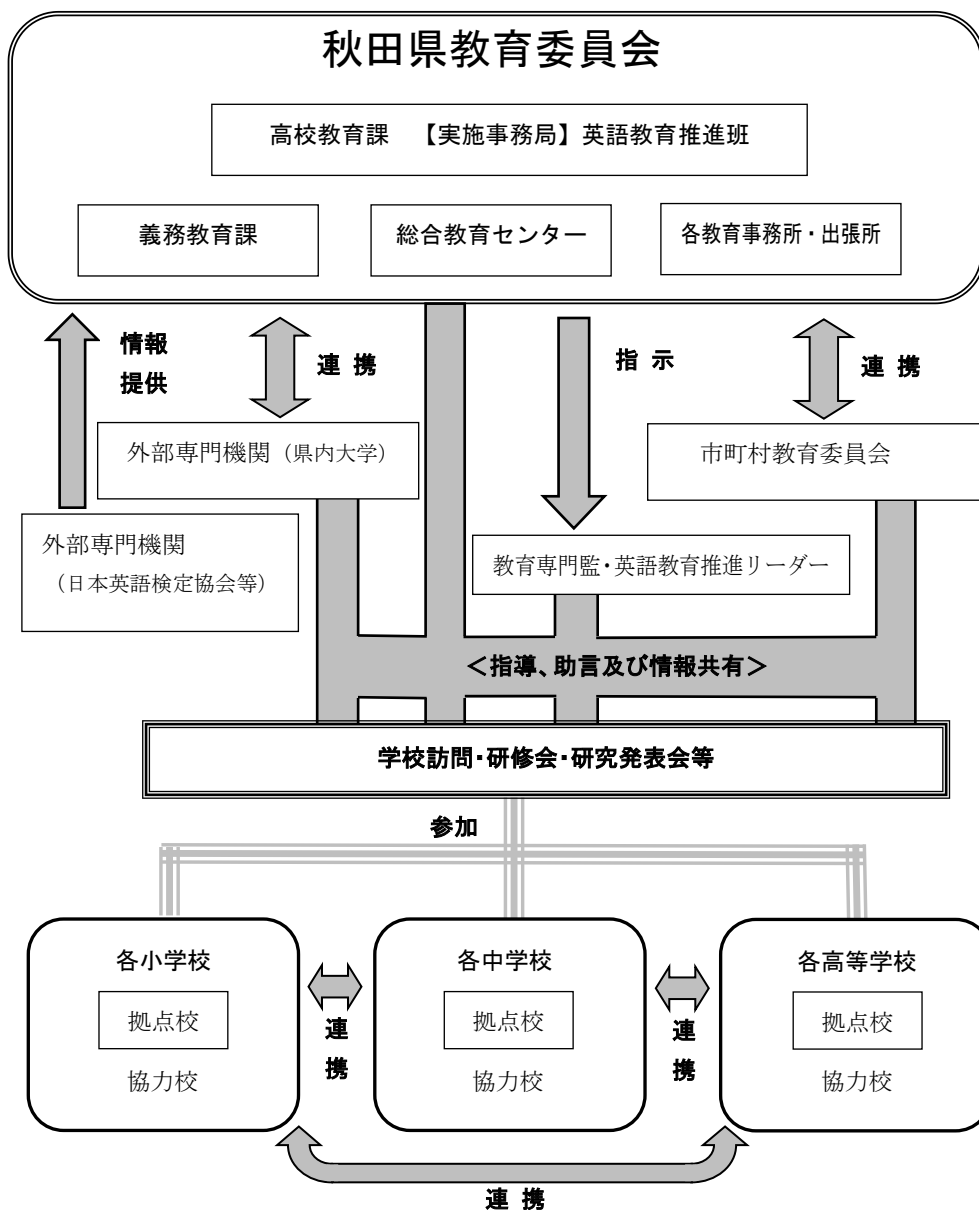 秋田県教育委員会
高校教育課　【実施事務局】英語教育推進班
義務教育課
総合教育センター
各教育事務所・出張所
情報
提供
連 携
指 示
連 携
外部専門機関（県内大学）
市町村教育委員会
外部専門機関
（日本英語検定協会等）
教育専門監・英語教育推進リーダー
＜指導、助言及び情報共有＞
学校訪問・研修会・研究発表会等
参加
各小学校
拠点校
協力校
連
携
各中学校
拠点校
協力校
連
携
各高等学校
拠点校
協力校
連 携